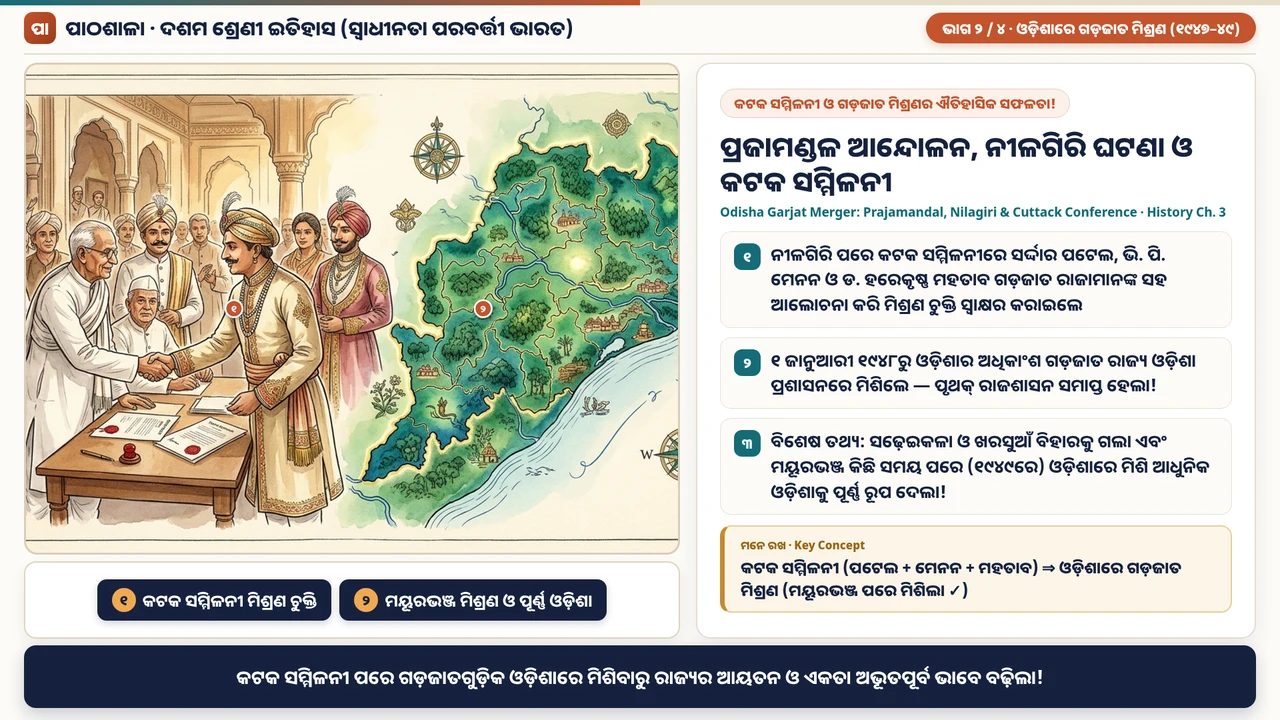 ପା ପାଠଶାଳା · ଦଶମ ଶ୍ରେଣୀ ଇତିହାସ (ସ୍ୱାଧୀନତା ପରବର୍ତ୍ତୀ ଭାରତ)
ଭାଗ ୨ / ୪ · ଓଡ଼ିଶାରେ ଗଡ଼ଜାତ ମିଶ୍ରଣ (୧୯୪୭–୪୯)
୧
୨
W
୧ କଟକ ସମ୍ମିଳନୀ ମିଶ୍ରଣ ଚୁକ୍ତି
୨ ମୟୂରଭଞ୍ଜ ମିଶ୍ରଣ ଓ ପୂର୍ଣ୍ଣ ଓଡ଼ିଶା
କଟକ ସମ୍ମିଳନୀ ଓ ଗଡ଼ଜାତ ମିଶ୍ରଣର ଐତିହାସିକ ସଫଳତା!
ପ୍ରଜାମଣ୍ଡଳ ଆନ୍ଦୋଳନ, ନୀଳଗିରି ଘଟଣା ଓ
କଟକ ସମ୍ମିଳନୀ
Odisha Garjat Merger: Prajamandal, Nilagiri & Cuttack Conference · History Ch. 3
୧ ନୀଳଗିରି ପରେ କଟକ ସମ୍ମିଳନୀରେ ସର୍ଦ୍ଦାର ପଟେଲ, ଭି. ପି.
ମେନନ ଓ ଡ. ହରେକୃଷ୍ଣ ମହତାବ ଗଡ଼ଜାତ ରାଜାମାନଙ୍କ ସହ
ଆଲୋଚନା କରି ମିଶ୍ରଣ ଚୁକ୍ତି ସ୍ୱାକ୍ଷର କରାଇଲେ
୨ ୧ ଜାନୁଆରୀ ୧୯୪୮ରୁ ଓଡ଼ିଶାର ଅଧିକାଂଶ ଗଡ଼ଜାତ ରାଜ୍ୟ ଓଡ଼ିଶା
ପ୍ରଶାସନରେ ମିଶିଲେ — ପୃଥକ୍ ରାଜଶାସନ ସମାପ୍ତ ହେଲା!
୩ ବିଶେଷ ତଥ୍ୟ: ସଢ଼େଇକଳା ଓ ଖରସୁଆଁ ବିହାରକୁ ଗଲା ଏବଂ
ମୟୂରଭଞ୍ଜ କିଛି ସମୟ ପରେ (୧୯୪୯ରେ) ଓଡ଼ିଶାରେ ମିଶି ଆଧୁନିକ
ଓଡ଼ିଶାକୁ ପୂର୍ଣ୍ଣ ରୂପ ଦେଲା!
ମନେ ରଖ · Key Concept
କଟକ ସମ୍ମିଳନୀ (ପଟେଲ + ମେନନ + ମହତାବ) ⇒ ଓଡ଼ିଶାରେ ଗଡ଼ଜାତ
ମିଶ୍ରଣ (ମୟୂରଭଞ୍ଜ ପରେ ମିଶିଲା ✓)
କଟକ ସମ୍ମିଳନୀ ପରେ ଗଡ଼ଜାତଗୁଡ଼ିକ ଓଡ଼ିଶାରେ ମିଶିବାରୁ ରାଜ୍ୟର ଆୟତନ ଓ ଏକତା ଅଭୂତପୂର୍ବ ଭାବେ ବଢ଼ିଲା!